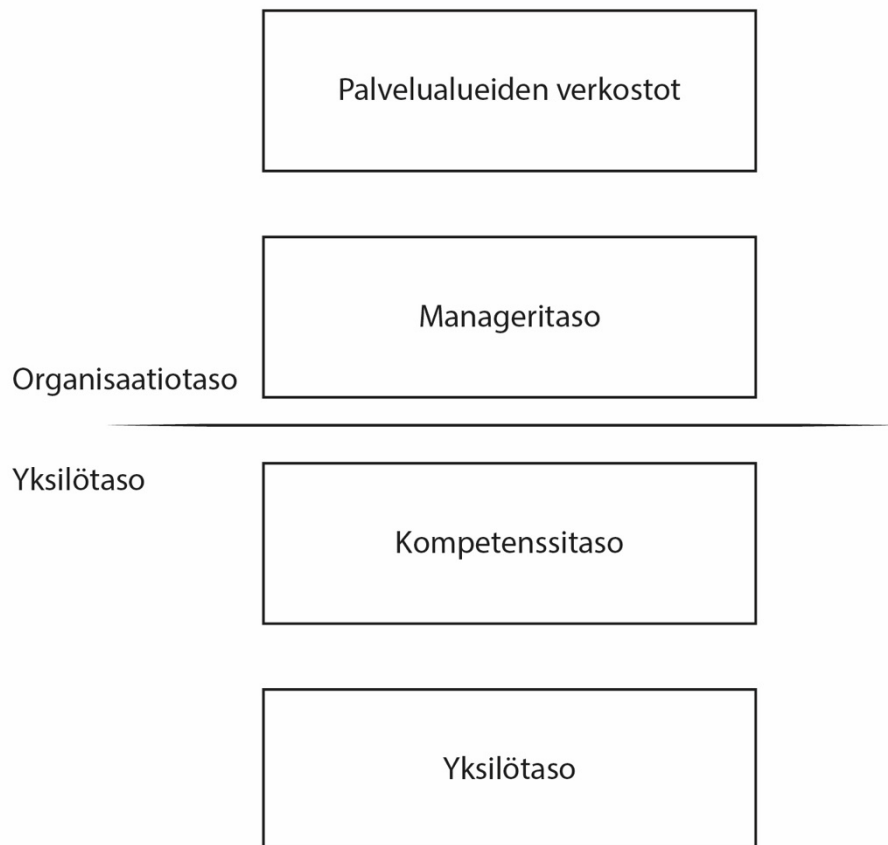 Palvelualueiden verkostot
Manageritaso
Organisaatiotaso
Yksilötaso
Kompetenssitaso
Yksilötaso